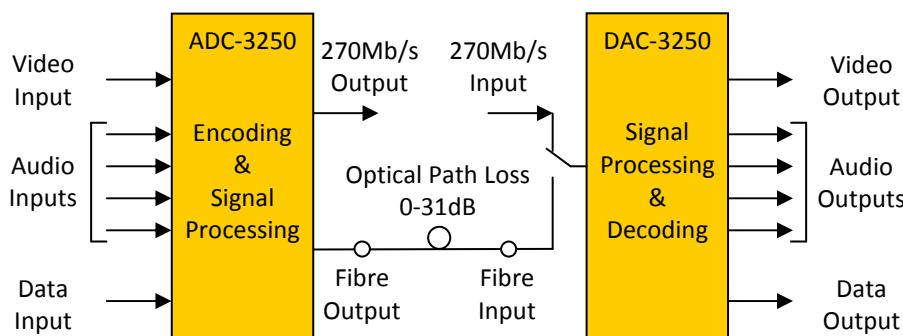 ADC-3250
DAC-3250
Video
Input
270Mb/s
Output
270Mb/s
Input
Video
Output
Audio
Inputs
Encoding
&
Signal
Processing
Optical Path Loss
0-31dB
Signal
Processing
&
Decoding
Audio
Outputs
Data
Input
Fibre
Output
Fibre
Input
Data
Output